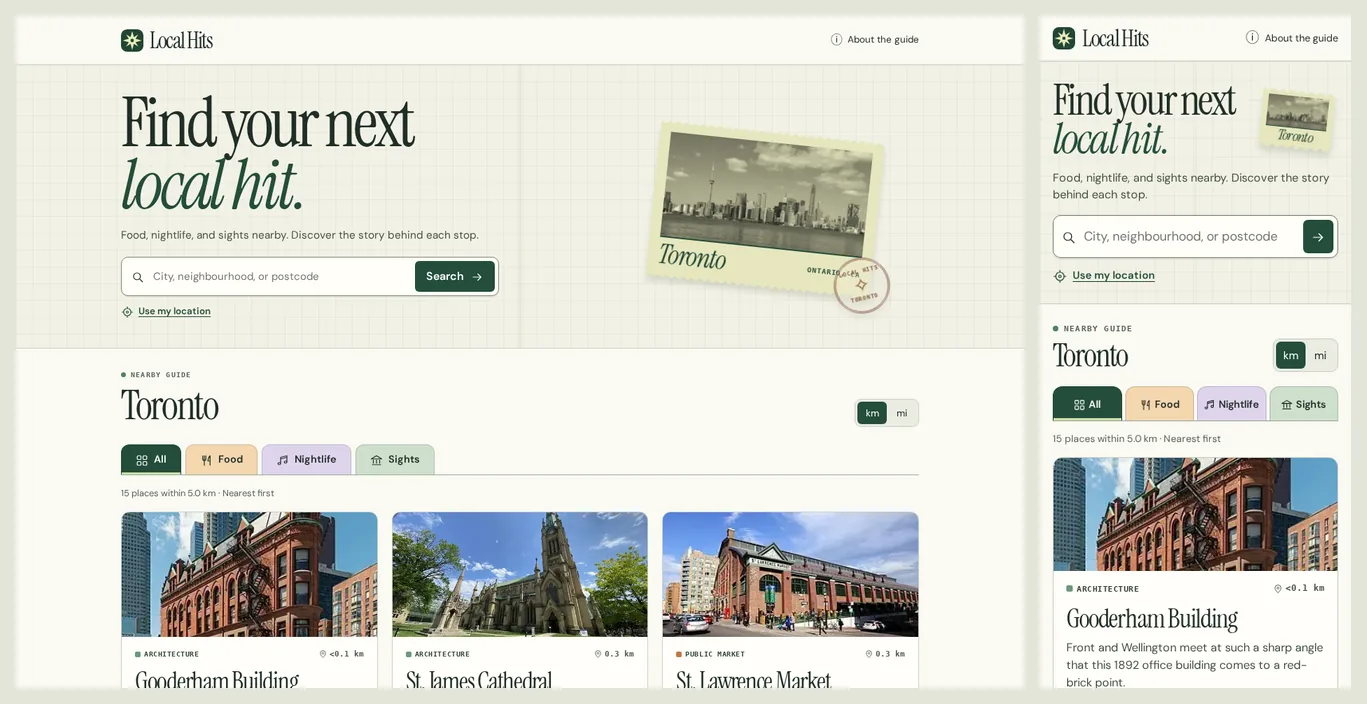 Local Hits
About the guide
Find your next
local hit.
Food, nightlife, and sights nearby. Discover the story behind each stop.
City, neighbourhood, or postcode
Search
Use my location
Toronto
LOCAL HITS
TORONTO
NEARBY GUIDE
Toronto
km
mi
All
Food
Nightlife
Sights
15 places within 5.0 km · Nearest first
ARCHITECTURE
<0.1 km
Gooderham Building
ARCHITECTURE
0.3 km
St. James Cathedral
ST. LAWRENCE MARKET
PUBLIC MARKET
0.3 km
St. Lawrence Market
Local Hits
About the guide
Find your next
local hit.
Toronto
Food, nightlife, and sights nearby. Discover the story
behind each stop.
City, neighbourhood, or postcode
Use my location
NEARBY GUIDE
Toronto
km
mi
All
Food
Nightlife
Sights
15 places within 5.0 km · Nearest first
ARCHITECTURE
<0.1 km
Gooderham Building
Front and Wellington meet at such a sharp angle
that this 1892 office building comes to a red-
brick point.